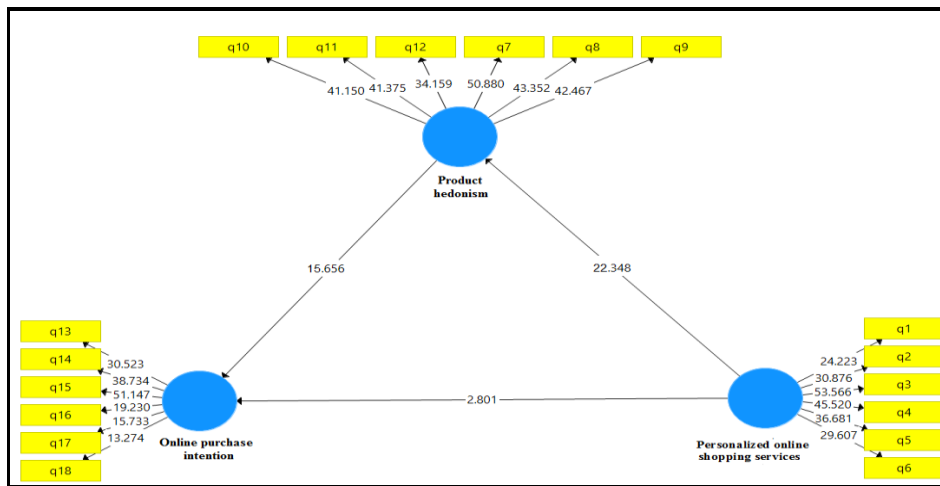 q10 q11 q12 q7 q8 q9
41.150 41.375 34.159 50.880 43.352 42.467
Product
hedonism
15.656 22.348
q13
q14
q15
q16
q17
q18
30.523
38.734
51.147
19.230
15.733
13.274
Online purchase
intention
2.801
Personalized online
shopping services
24.223
30.876
53.566
45.520
36.681
29.607
q1
q2
q3
q4
q5
q6